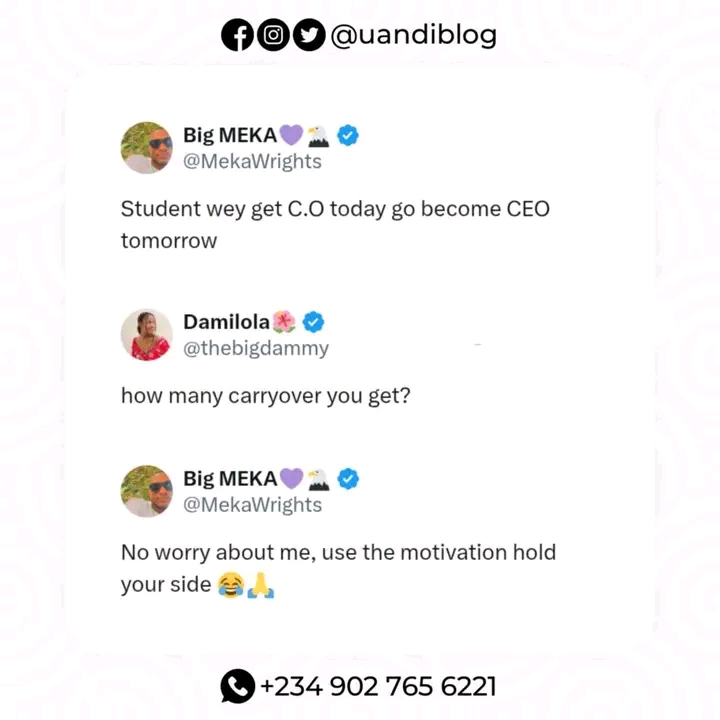 @uandiblog
Big MEKA💜🦅
@MekaWrights
Student wey get C.O today go become CEO
tomorrow
Damilola🌺
@thebigdammy
how many carryover you get?
Big MEKA💜🦅
@MekaWrights
No worry about me, use the motivation hold
your side 😂🙏
+234 902 765 6221